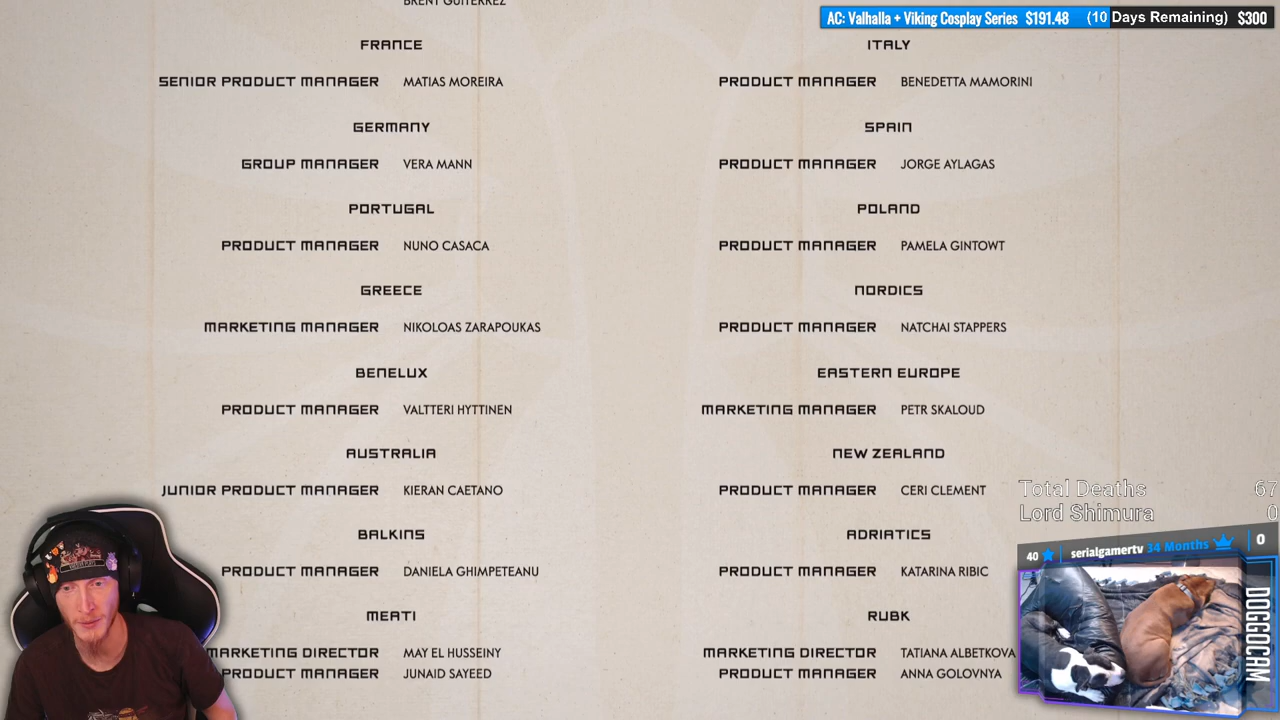 BRENT GUITERREZ
FRANCE
SENIOR PRODUCT MANAGER MATIAS MOREIRA
GERMANY
GROUP MANAGER VERA MANN
PORTUGAL
PRODUCT MANAGER NUNO CASACA
GREECE
MARKETING MANAGER NIKOLOAS ZARAPOUKAS
BENELUX
PRODUCT MANAGER VALTTERI HYTTINEN
AUSTRALIA
JUNIOR PRODUCT MANAGER KIERAN CAETANO
BALKINS
PRODUCT MANAGER DANIELA GHIMPETEANU
MEATI
MARKETING DIRECTOR MAY EL HUSSEINY
PRODUCT MANAGER JUNAID SAYEED
AC: Valhalla + Viking Cosplay Series $191.48 (10 Days Remaining) $300
ITALY
PRODUCT MANAGER BENEDETTA MAMORINI
SPAIN
PRODUCT MANAGER JORGE AYLAGAS
POLAND
PRODUCT MANAGER PAMELA GINTOWT
NORDICS
PRODUCT MANAGER NATCHAI STAPPERS
EASTERN EUROPE
MARKETING MANAGER PETR SKALOUD
NEW ZEALAND
PRODUCT MANAGER CERI CLEMENT
ADRIATICS
PRODUCT MANAGER KATARINA RIBIC
RUBK
MARKETING DIRECTOR TATIANA ALBETKOVA
PRODUCT MANAGER ANNA GOLOVNYA
Total Deaths 67
Lord Shimura 0
40 serialgamertv 34 Months 0
DOGGOCAM